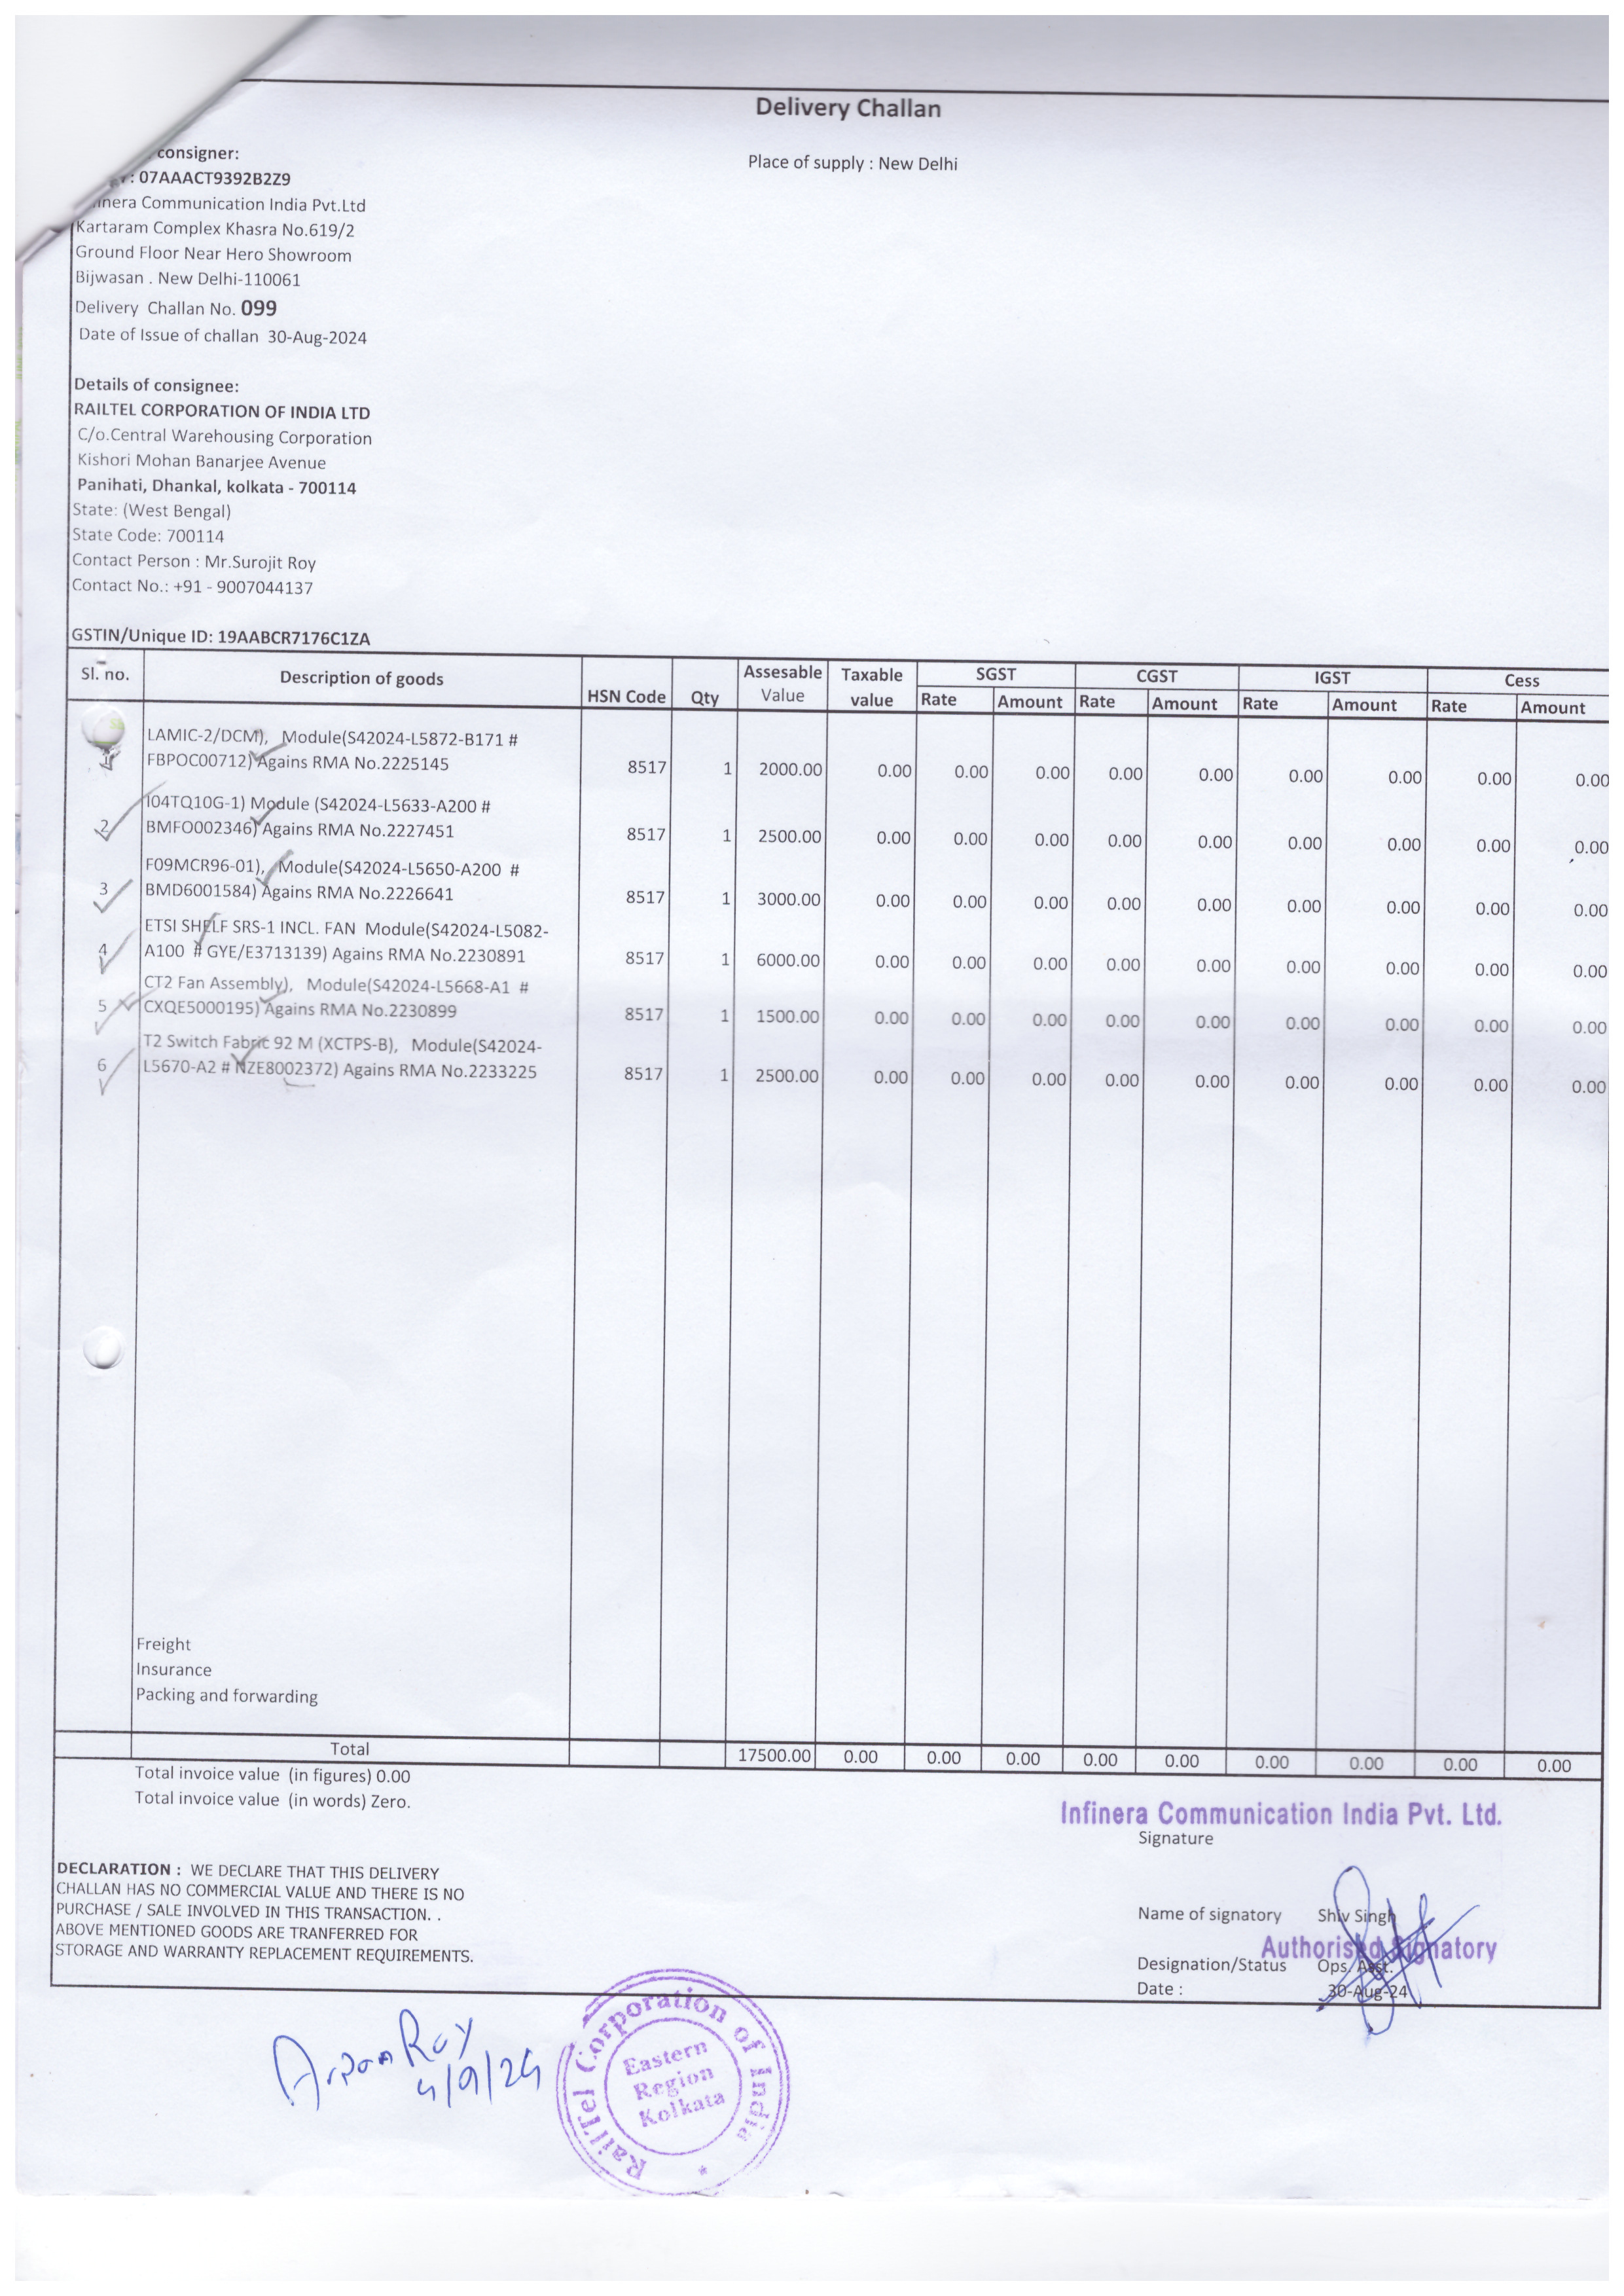 Delivery Challan
consigner:
Place of supply : New Delhi
: 07AAACT9392B2Z9
Communication India Pvt.Ltd
Kartaram Complex Khasra No.619/2
Ground Floor Near Hero Showroom
Bijwasan . New Delhi-110061
Delivery Challan No. 099
Date of Issue of challan 30-Aug-2024
Details of consignee:
RAILTEL CORPORATION OF INDIA LTD
C/o.Central Warehousing Corporation
Kishori Mohan Banarjee Avenue
Panihati, Dhankal, kolkata - 700114
State: (West Bengal)
State Code: 700114
Contact Person : Mr.Surojit Roy
Contact No.: +91 - 9007044137
GSTIN/Unique ID: 19AABCR7176C1ZA
Sl. no. Description of goods HSN Code Qty Assesable Value Taxable value SGST CGST IGST Cess
Rate Amount Rate Amount Rate Amount Rate Amount
LAMIC-2/DCM), Module(S42024-L5872-B171 #
1 FBPOC00712) Agains RMA No.2225145 8517 1 2000.00 0.00 0.00 0.00 0.00 0.00 0.00 0.00 0.00 0.00
I04TQ10G-1) Module (S42024-L5633-A200 #
2 BMFO002346) Agains RMA No.2227451 8517 1 2500.00 0.00 0.00 0.00 0.00 0.00 0.00 0.00 0.00 0.00
F09MCR96-01), Module(S42024-L5650-A200 #
3 BMD6001584) Agains RMA No.2226641 8517 1 3000.00 0.00 0.00 0.00 0.00 0.00 0.00 0.00 0.00 0.00
ETSI SHELF SRS-1 INCL. FAN Module(S42024-L5082-
4 A100 # GYE/E3713139) Agains RMA No.2230891 8517 1 6000.00 0.00 0.00 0.00 0.00 0.00 0.00 0.00 0.00 0.00
CT2 Fan Assembly), Module(S42024-L5668-A1 #
5 CXQE5000195) Agains RMA No.2230899 8517 1 1500.00 0.00 0.00 0.00 0.00 0.00 0.00 0.00 0.00 0.00
T2 Switch Fabric 92 M (XCTPS-B), Module(S42024-
6 L5670-A2 # NZE8002372) Agains RMA No.2233225 8517 1 2500.00 0.00 0.00 0.00 0.00 0.00 0.00 0.00 0.00 0.00
Freight
Insurance
Packing and forwarding
Total 17500.00 0.00 0.00 0.00 0.00 0.00 0.00 0.00 0.00 0.00
Total invoice value (in figures) 0.00
Total invoice value (in words) Zero.
Infinera Communication India Pvt. Ltd.
Signature
DECLARATION : WE DECLARE THAT THIS DELIVERY
CHALLAN HAS NO COMMERCIAL VALUE AND THERE IS NO
PURCHASE / SALE INVOLVED IN THIS TRANSACTION. .
ABOVE MENTIONED GOODS ARE TRANFERRED FOR
STORAGE AND WARRANTY REPLACEMENT REQUIREMENTS.
Name of signatory Shiv Singh
Authorised Signatory
Designation/Status Ops. Asst.
Date : 30-Aug-24
Arpan Roy
4/9/24
RailTel Corporation of India
Eastern
Region
Kolkata